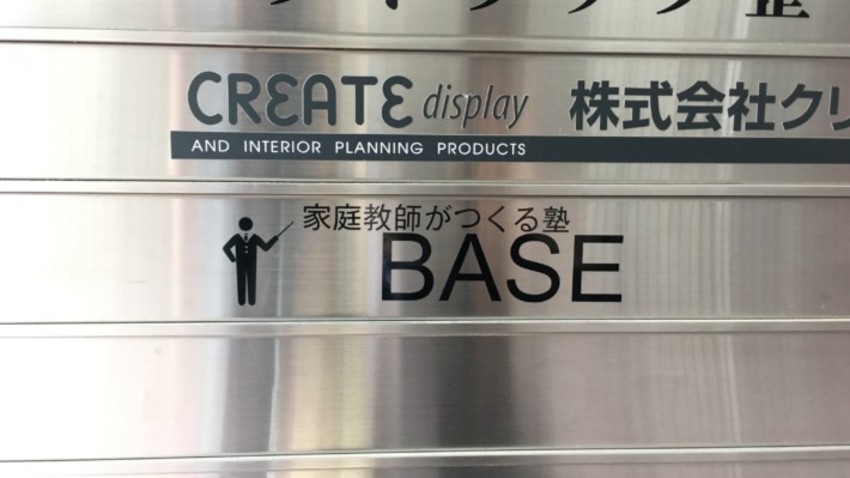 整
CREATE display 株式会社クリ
AND INTERIOR PLANNING PRODUCTS
家庭教師がつくる塾
BASE